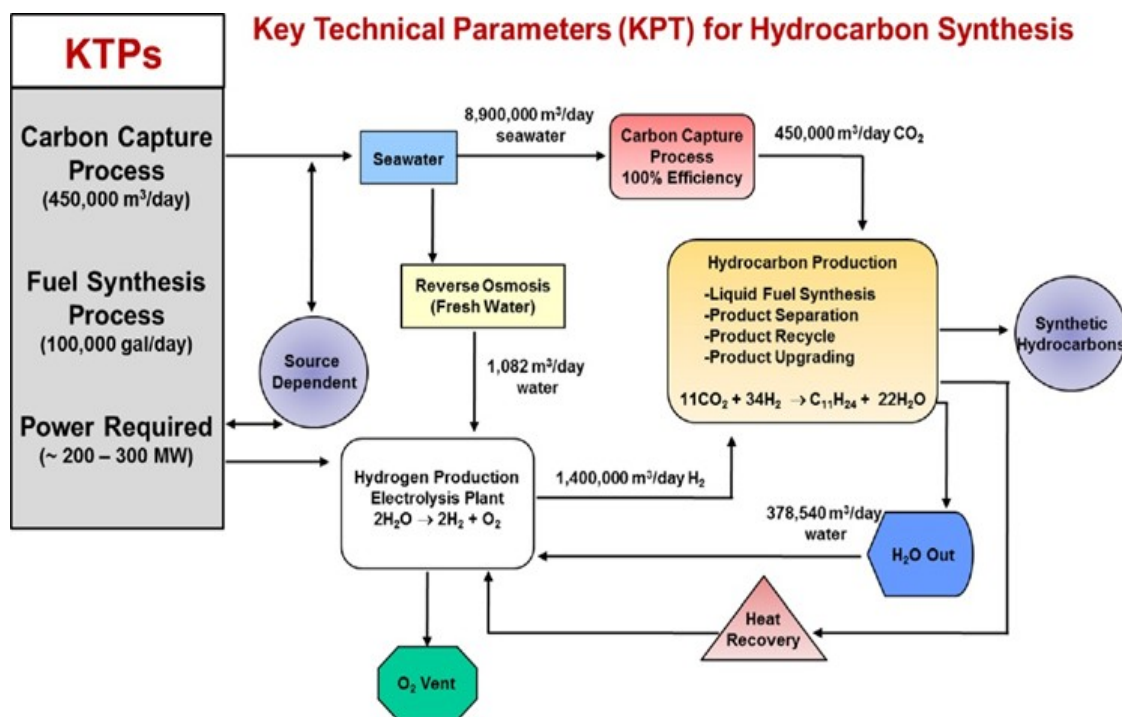 Key Technical Parameters (KPT) for Hydrocarbon Synthesis
KTPs
Carbon Capture
Process
(450,000 m³/day)
Fuel Synthesis
Process
(100,000 gal/day)
Power Required
(~ 200 – 300 MW)
Source
Dependent
Seawater
8,900,000 m³/day
seawater
Carbon Capture
Process
100% Efficiency
450,000 m³/day CO₂
Reverse Osmosis
(Fresh Water)
1,082 m³/day
water
Hydrocarbon Production
-Liquid Fuel Synthesis
-Product Separation
-Product Recycle
-Product Upgrading
11CO₂ + 34H₂ → C₁₁H₂₄ + 22H₂O
Synthetic
Hydrocarbons
Hydrogen Production
Electrolysis Plant
2H₂O → 2H₂ + O₂
1,400,000 m³/day H₂
378,540 m³/day
water
H₂O Out
Heat
Recovery
O₂ Vent